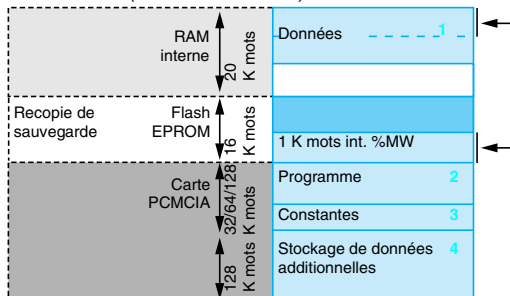 RAM
interne
20
K mots
Données
1
Recopie de
sauvegarde
Flash
EPROM
16
K mots
1 K mots int. %MW
Carte
PCMCIA
32/64/128
K mots
Programme
2
Constantes
3
128
K mots
Stockage de données
additionnelles
4